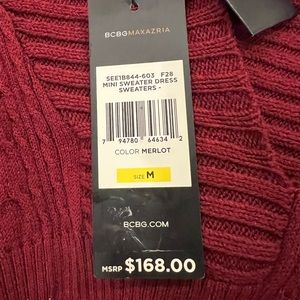 BCBGMAXAZRIA
SEE1B844-603 F28
MINI SWEATER DRESS
SWEATERS -
7 94780 64634 2
COLOR MERLOT
SIZE M
BCBG.COM
MSRP $168.00